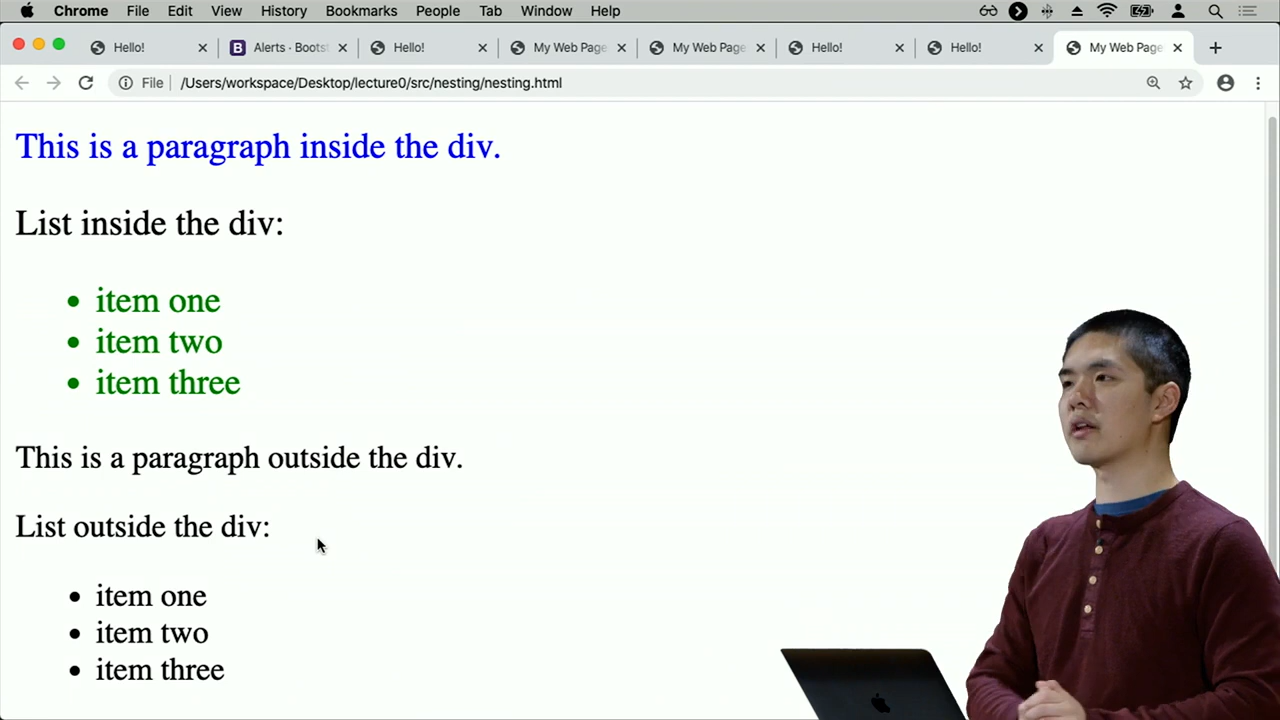 Chrome File Edit View History Bookmarks People Tab Window Help
Hello! Alerts · Boots Hello! My Web Page My Web Page Hello! Hello! My Web Page
File /Users/workspace/Desktop/lecture0/src/nesting/nesting.html
This is a paragraph inside the div.
List inside the div:
• item one
• item two
• item three
This is a paragraph outside the div.
List outside the div:
• item one
• item two
• item three